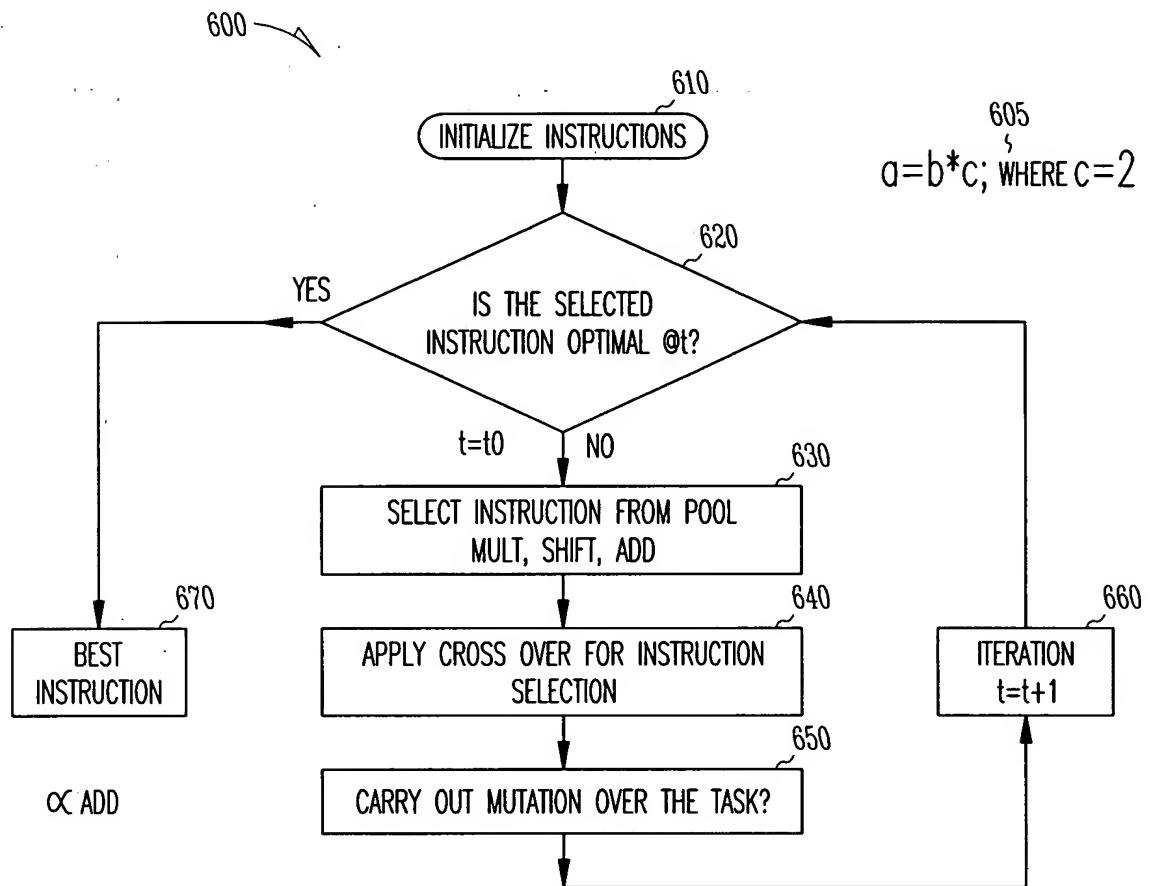 600
610
INITIALIZE INSTRUCTIONS
605
a=b*c; WHERE c=2
620
YES
IS THE SELECTED
INSTRUCTION OPTIMAL @t?
t=t0
NO
630
SELECT INSTRUCTION FROM POOL
MULT, SHIFT, ADD
640
APPLY CROSS OVER FOR INSTRUCTION
SELECTION
650
CARRY OUT MUTATION OVER THE TASK?
660
ITERATION
t=t+1
670
BEST
INSTRUCTION
∝ ADD